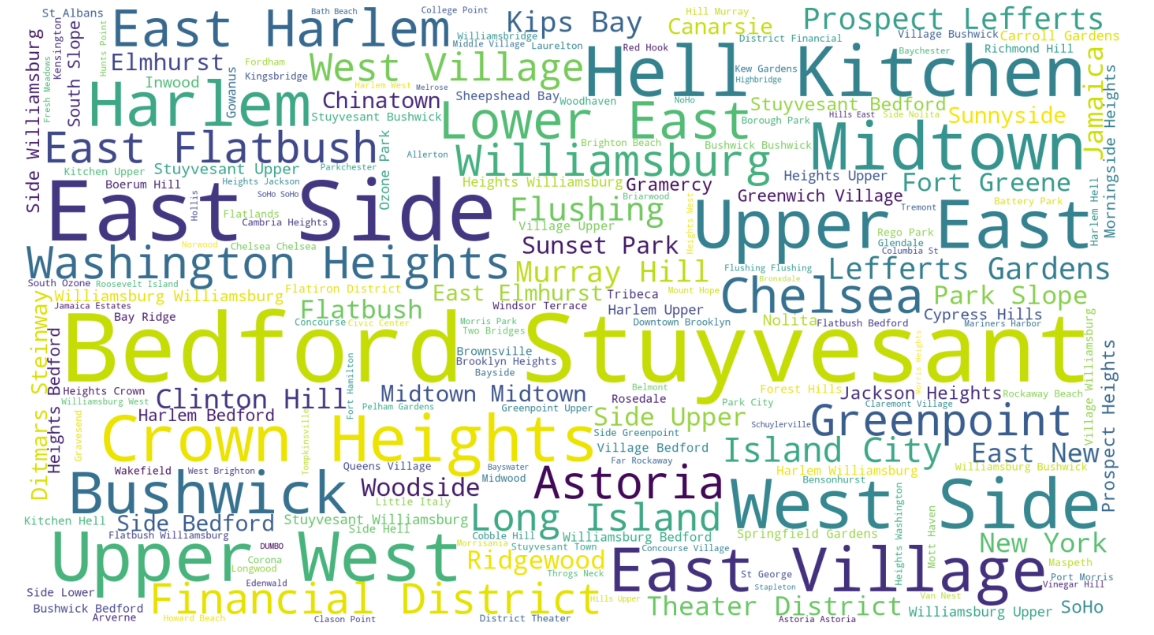 St Albans
East Harlem
Bath Beach
College Point
Kips Bay
Hill Murray
Canarsie
Prospect Lefferts
Side Williamsburg
Kensington
South Slope
Hunts Point
Williamsbridge
Middle Village
Laurelton
Red Hook
District Financial
Village Bushwick
Carroll Gardens
Elmhurst
Fordham
West Village
Hell Kitchen
Richmond Hill
Kew Gardens
Baychester
Highbridge
Jamaica
Morningside Heights
Fresh Meadows
Inwood
Gowanus
Kingsbridge
Harlem West
Melrose
Harlem
Chinatown
Sheepshead Bay
Woodhaven
NoHo
Stuyvesant Bedford
Stuyvesant Bushwick
Lower East
Borough Park
Hills East
Side Nolita
Sunnyside
East Flatbush
Ozone Park
Allerton
Williamsburg
Brighton Beach
Bushwick Bushwick
Midtown
Kitchen Upper
Stuyvesant Upper
Parkchester
Heights Upper
Fort Greene
Boerum Hill
Heights Jackson
Heights Williamsburg
Gramercy
Greenwich Village
Battery Park
Harlem Hell
East Side
Hollis
SoHo SoHo
Flatlands
Cambria Heights
Flushing
Briarwood
Heights West
Upper East
Tremont
Village Upper
Rego Park
Glendale
Columbia St
Norwood
Chelsea Chelsea
Sunset Park
Washington Heights
Murray Hill
Flushing Flushing
Bronxdale
Lefferts Gardens
South Ozone
Roosevelt Island
Flatiron District
East Elmhurst
Tribeca
Mount Hope
Chelsea
Park Slope
Williamsburg Williamsburg
Jamaica Estates
Bay Ridge
Flatbush
Windsor Terrace
Harlem Upper
Cypress Hills
Concourse
Civic Center
Morris Park
Two Bridges
Downtown Brooklyn
Nolita
Flatbush Bedford
Mariners Harbor
Ditmars Steinway
Heights Bedford
Bedford Stuyvesant
Brownsville
Brooklyn Heights
Bayside
Morris Heights
Village Williamsburg
Prospect Heights
Fort Hamilton
Heights Crown
Clinton Hill
Midtown Midtown
Belmont
Rosedale
Forest Hills
Jackson Heights
Rockaway Beach
Williamsburg West
Harlem Bedford
Pelham Gardens
Greenpoint Upper
Park City
Claremont Village
Gravesend
Crown Heights
Tompkinsville
Side Upper
Schuylerville
Greenpoint
Side Greenpoint
Village Bedford
Island City
East New
Wakefield
West Brighton
Queens Village
Bayswater
Midwood
Far Rockaway
Harlem Williamsburg
Bensonhurst
Williamsburg Bushwick
Bushwick
Woodside
Astoria
West Side
Little Italy
Heights Washington
Mott Haven
Kitchen Hell
Side Bedford
Stuyvesant Williamsburg
Side Hell
Long Island
Flatbush Williamsburg
Cobble Hill
Williamsburg Bedford
Springfield Gardens
New York
Upper West
DUMBO
Corona
Longwood
Morrisania
Stuyvesant Town
Concourse Village
Ridgewood
East Village
Maspeth
Edenwald
Throgs Neck
St George
Stapleton
Port Morris
Vinegar Hill
Side Lower
Financial District
Hills Upper
Van Nest
Bushwick Bedford
Arverne
Howard Beach
Clason Point
District Theater
Theater District
Astoria Astoria
Williamsburg Upper
SoHo